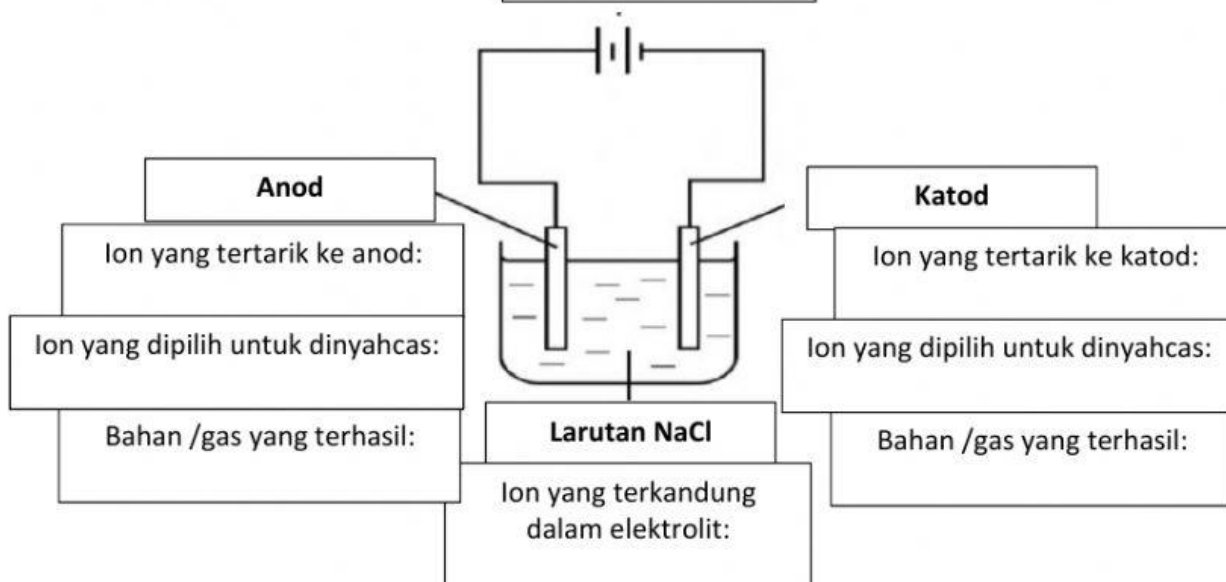 Anod
Ion yang tertarik ke anod:
Ion yang dipilih untuk dinyahcas:
Bahan /gas yang terhasil:
Katod
Ion yang tertarik ke katod:
Ion yang dipilih untuk dinyahcas:
Bahan /gas yang terhasil:
Larutan NaCl
Ion yang terkandung
dalam elektrolit: